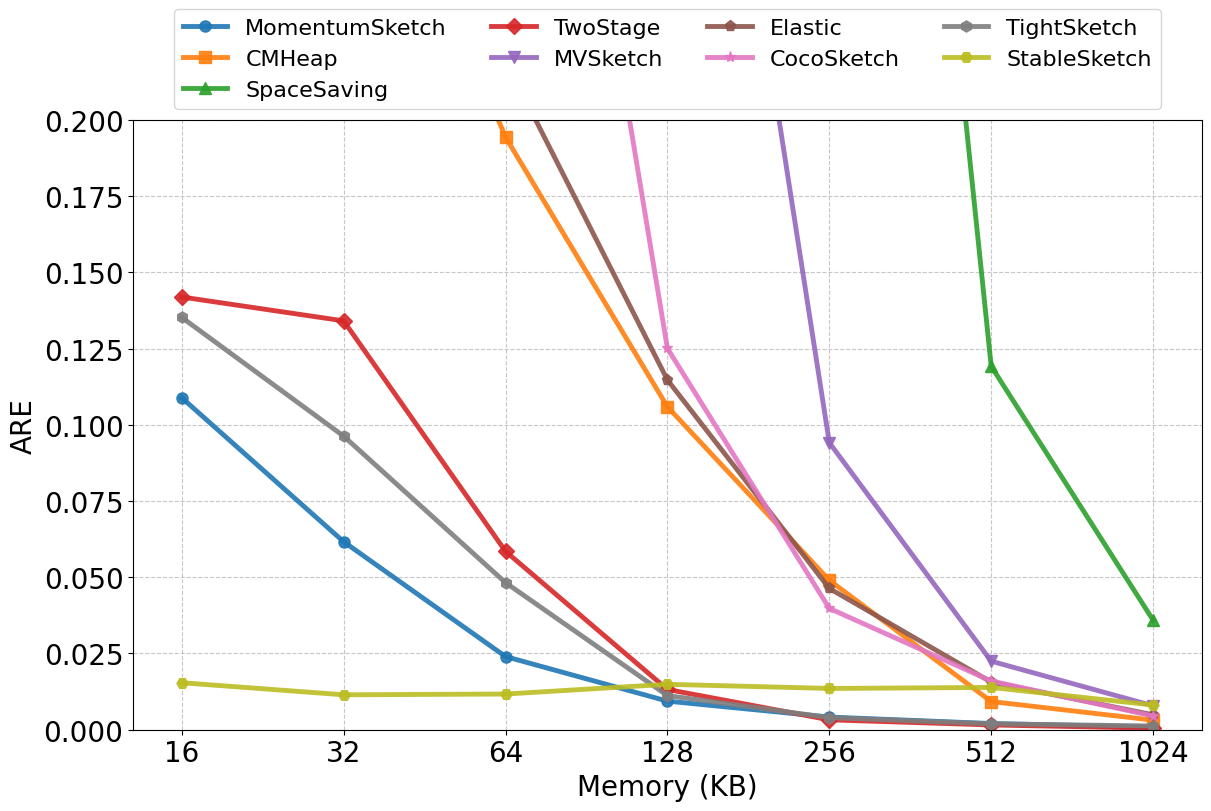 MomentumSketch TwoStage Elastic TightSketch
CMHeap MVSketch CocoSketch StableSketch
SpaceSaving
0.200
0.175
0.150
0.125
0.100
0.075
0.050
0.025
0.000
ARE
16 32 64 128 256 512 1024
Memory (KB)